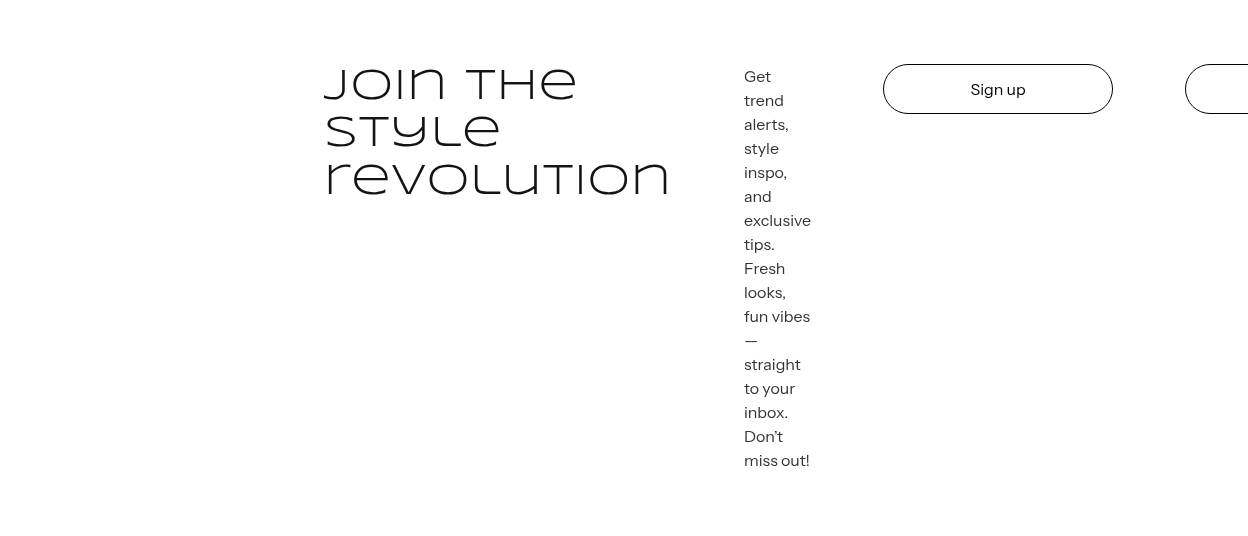 Join the
style
revolution
Get
trend
alerts,
style
inspo,
and
exclusive
tips.
Fresh
looks,
fun vibes
—
straight
to your
inbox.
Don't
miss out!
Sign up